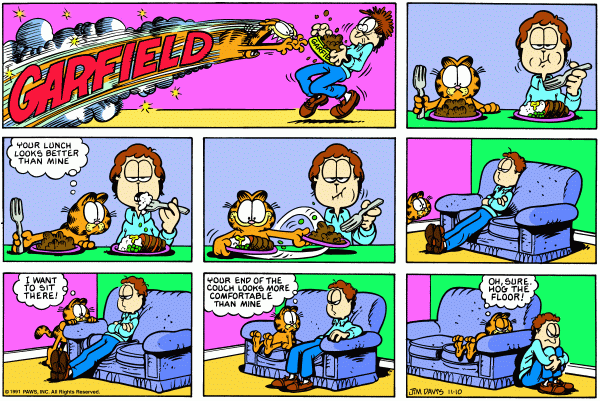 GARFIELD
YOUR LUNCH
LOOKS BETTER
THAN MINE
I WANT
TO SIT
THERE!
© 1991 PAWS, INC. All Rights Reserved.
YOUR END OF THE
COUCH LOOKS MORE
COMFORTABLE
THAN MINE
OH, SURE.
HOG THE
FLOOR!
JIM DAVIS 11-10